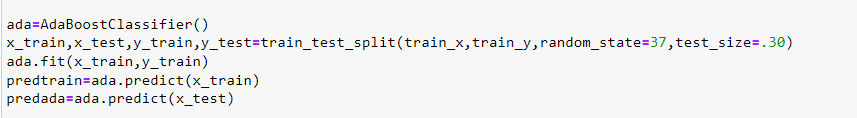 ada=AdaBoostClassifier()
x_train,x_test,y_train,y_test=train_test_split(train_x,train_y,random_state=37,test_size=.30)
ada.fit(x_train,y_train)
predtrain=ada.predict(x_train)
predada=ada.predict(x_test)